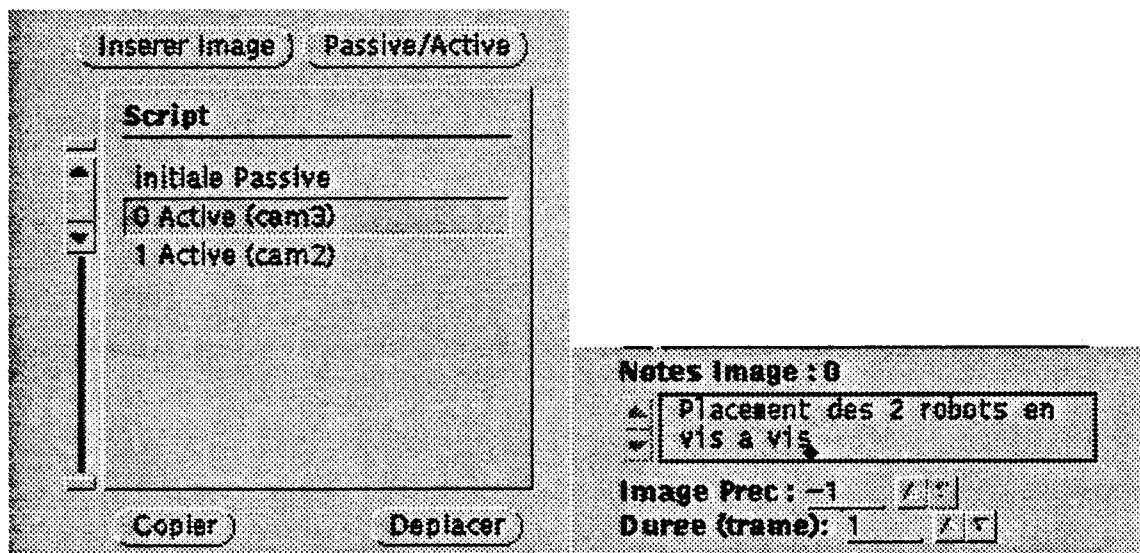 Inserer Image Passive/Active
Script
Initiale Passive
0 Active (cam3)
1 Active (cam2)
Copier Deplacer
Notes Image : 0
Placement des 2 robots en
vis a vis
Image Prec : -1
Duree (trame): 1